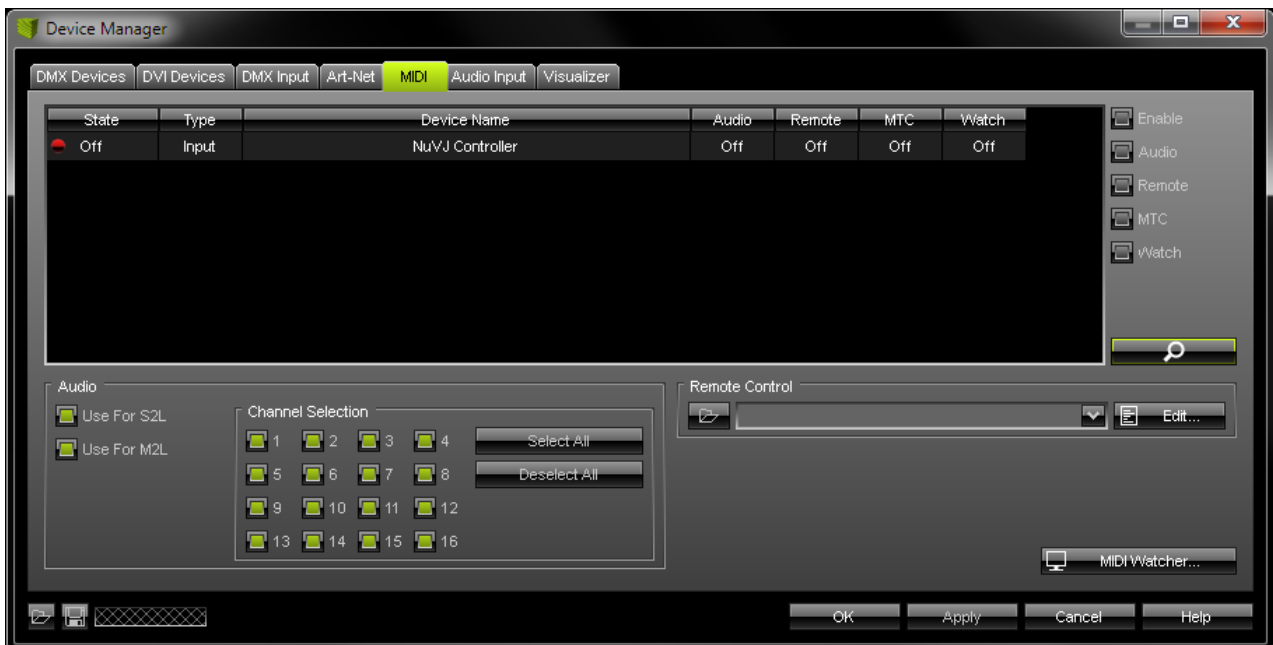 Device Manager
DMX Devices DVI Devices DMX Input Art-Net MIDI Audio Input Visualizer
State Type Device Name Audio Remote MTC Watch
Off Input NuVJ Controller Off Off Off Off
Enable
Audio
Remote
MTC
Watch
Audio
Use For S2L
Use For M2L
Channel Selection
1 2 3 4 Select All
5 6 7 8 Deselect All
9 10 11 12
13 14 15 16
Remote Control
Edit...
MIDI Watcher...
OK Apply Cancel Help